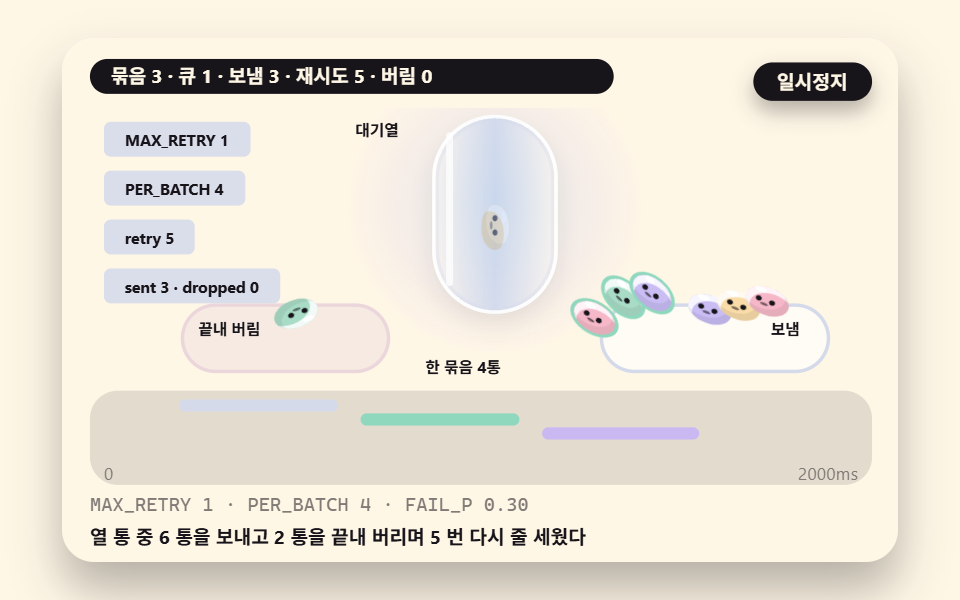 묶음 3 · 큐 1 · 보냄 3 · 재시도 5 · 버림 0
일시정지
MAX_RETRY 1
PER_BATCH 4
retry 5
sent 3 · dropped 0
대기열
끝내 버림
보냄
한 묶음 4통
0
2000ms
MAX_RETRY 1 · PER_BATCH 4 · FAIL_P 0.30
열 통 중 6 통을 보내고 2 통을 끝내 버리며 5 번 다시 줄 세웠다